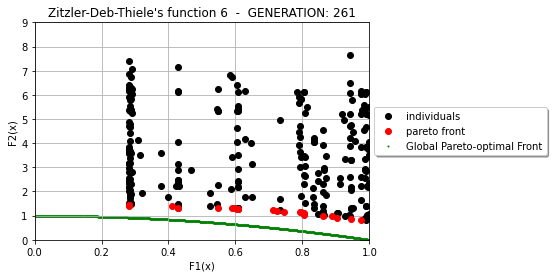 Zitzler-Deb-Thiele's function 6 - GENERATION: 261
9
8
7
6
5
4
3
2
1
0
F2(x)
0.0 0.2 0.4 0.6 0.8 1.0
F1(x)
individuals
pareto front
Global Pareto-optimal Front